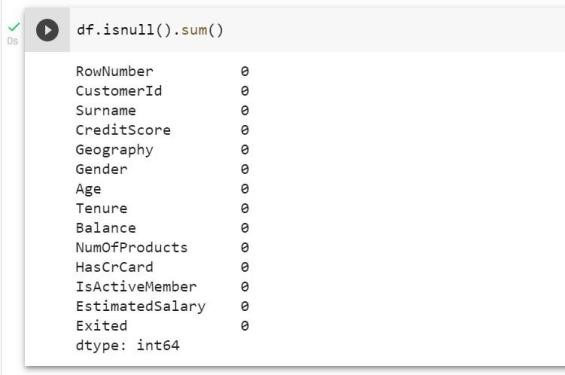 df.isnull().sum()
0s
RowNumber 0
CustomerId 0
Surname 0
CreditScore 0
Geography 0
Gender 0
Age 0
Tenure 0
Balance 0
NumOfProducts 0
HasCrCard 0
IsActiveMember 0
EstimatedSalary 0
Exited 0
dtype: int64